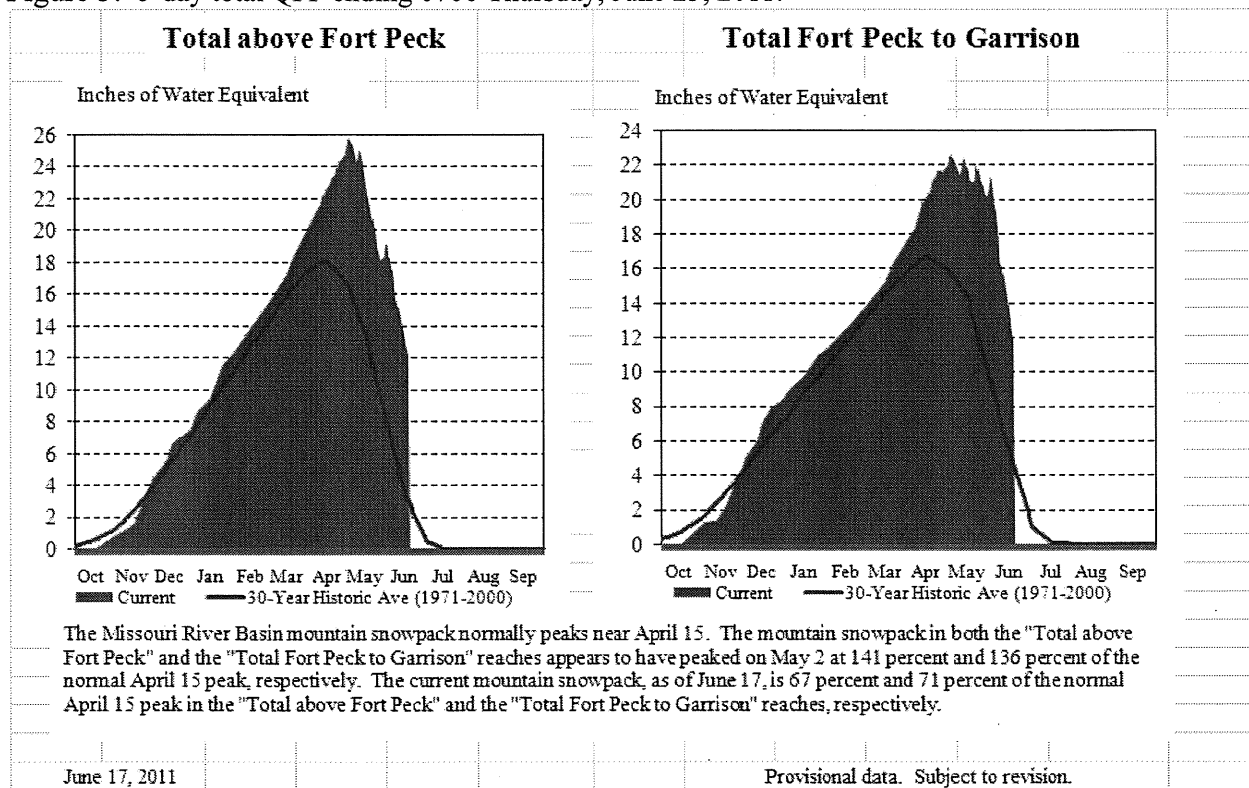 Total above Fort Peck
Inches of Water Equivalent
26
24
22
20
18
16
14
12
10
8
6
4
2
0
Oct Nov Dec Jan Feb Mar Apr May Jun Jul Aug Sep
Current 30-Year Historic Ave (1971-2000)
Total Fort Peck to Garrison
Inches of Water Equivalent
24
22
20
18
16
14
12
10
8
6
4
2
0
Oct Nov Dec Jan Feb Mar Apr May Jun Jul Aug Sep
Current 30-Year Historic Ave (1971-2000)
The Missouri River Basin mountain snowpack normally peaks near April 15. The mountain snowpack in both the "Total above
Fort Peck" and the "Total Fort Peck to Garrison" reaches appears to have peaked on May 2 at 141 percent and 136 percent of the
normal April 15 peak, respectively. The current mountain snowpack, as of June 17, is 67 percent and 71 percent of the normal
April 15 peak in the "Total above Fort Peck" and the "Total Fort Peck to Garrison" reaches, respectively.
June 17, 2011
Provisional data. Subject to revision.